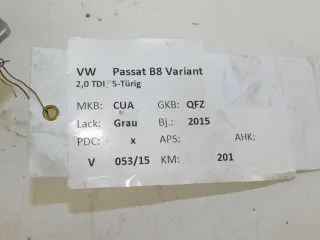 VW Passat B8 Variant
2,0 TDI, 5-Türig
MKB: CUA GKB: QFZ
Lack: Grau Bj.: 2015
PDC: x APS: AHK:
V 053/15 KM: 201